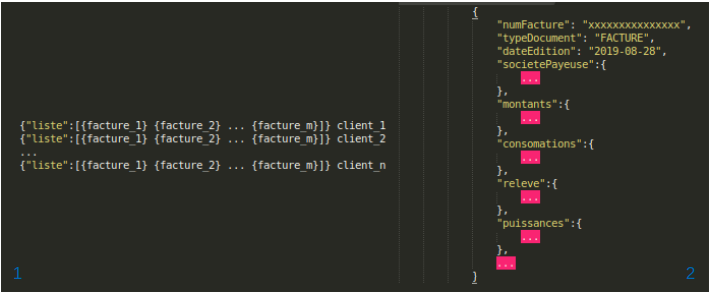 {"liste":[{facture_1} {facture_2} ... {facture_m}]} client_1
{"liste":[{facture_1} {facture_2} ... {facture_m}]} client_2
...
{"liste":[{facture_1} {facture_2} ... {facture_m}]} client_n
1
{
"numFacture": "xxxxxxxxxxxxxxx",
"typeDocument": "FACTURE",
"dateEdition": "2019-08-28",
"societePayeuse":{
...
},
"montants":{
...
},
"consomations":{
...
},
"releve":{
...
},
"puissances":{
...
},
...
}
2